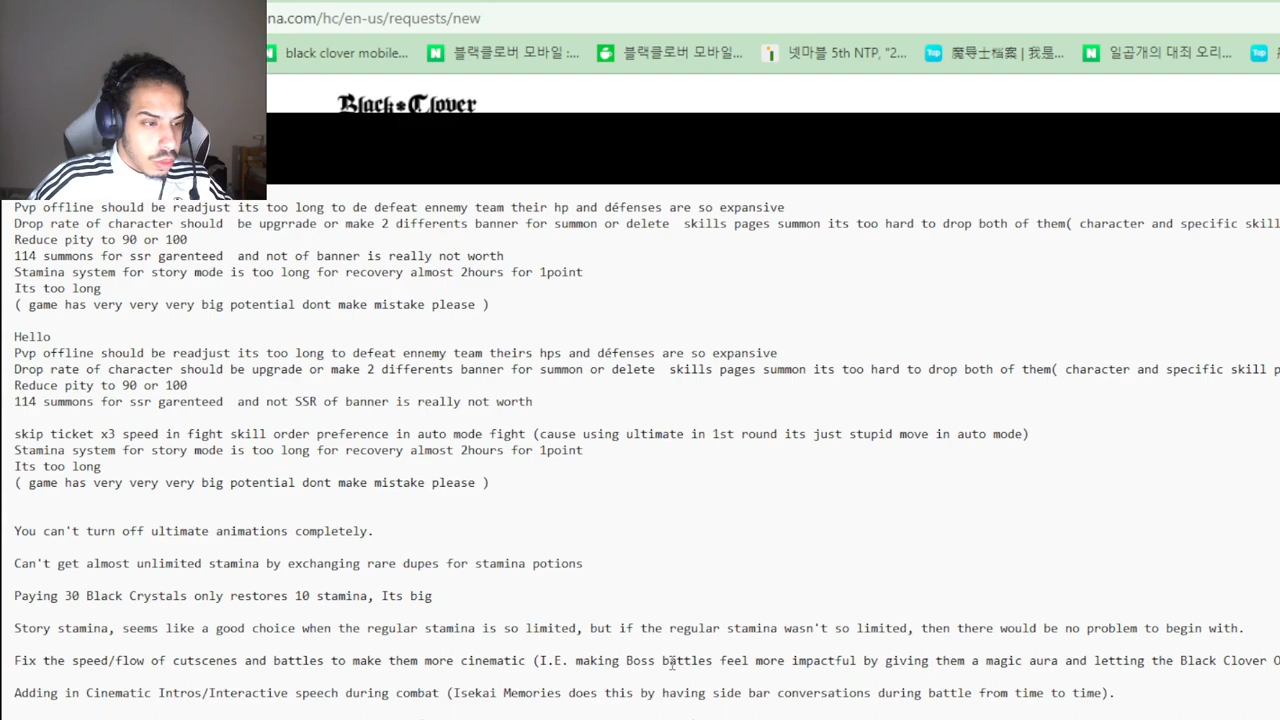 na.com/hc/en-us/requests/new
black clover mobile...
블랙클로버 모바일 :...
블랙클로버 모바일...
넷마블 5th NTP, "2...
魔导士档案 | 我是...
일곱개의 대죄 오리...
Black Clover
Pvp offline should be readjust its too long to de defeat ennemy team their hp and défenses are so expansive
Drop rate of character should  be upgrrade or make 2 differents banner for summon or delete  skills pages summon its too hard to drop both of them( character and specific skill
Reduce pity to 90 or 100
114 summons for ssr garenteed  and not of banner is really not worth
Stamina system for story mode is too long for recovery almost 2hours for 1point
Its too long
( game has very very very big potential dont make mistake please )
Hello
Pvp offline should be readjust its too long to defeat ennemy team theirs hps and défenses are so expansive
Drop rate of character should be upgrade or make 2 differents banner for summon or delete  skills pages summon its too hard to drop both of them( character and specific skill p
Reduce pity to 90 or 100
114 summons for ssr garenteed  and not SSR of banner is really not worth
skip ticket x3 speed in fight skill order preference in auto mode fight (cause using ultimate in 1st round its just stupid move in auto mode)
Stamina system for story mode is too long for recovery almost 2hours for 1point
Its too long
( game has very very very big potential dont make mistake please )
You can't turn off ultimate animations completely.
Can't get almost unlimited stamina by exchanging rare dupes for stamina potions
Paying 30 Black Crystals only restores 10 stamina, Its big
Story stamina, seems like a good choice when the regular stamina is so limited, but if the regular stamina wasn't so limited, then there would be no problem to begin with.
Fix the speed/flow of cutscenes and battles to make them more cinematic (I.E. making Boss battles feel more impactful by giving them a magic aura and letting the Black Clover O
Adding in Cinematic Intros/Interactive speech during combat (Isekai Memories does this by having side bar conversations during battle from time to time).